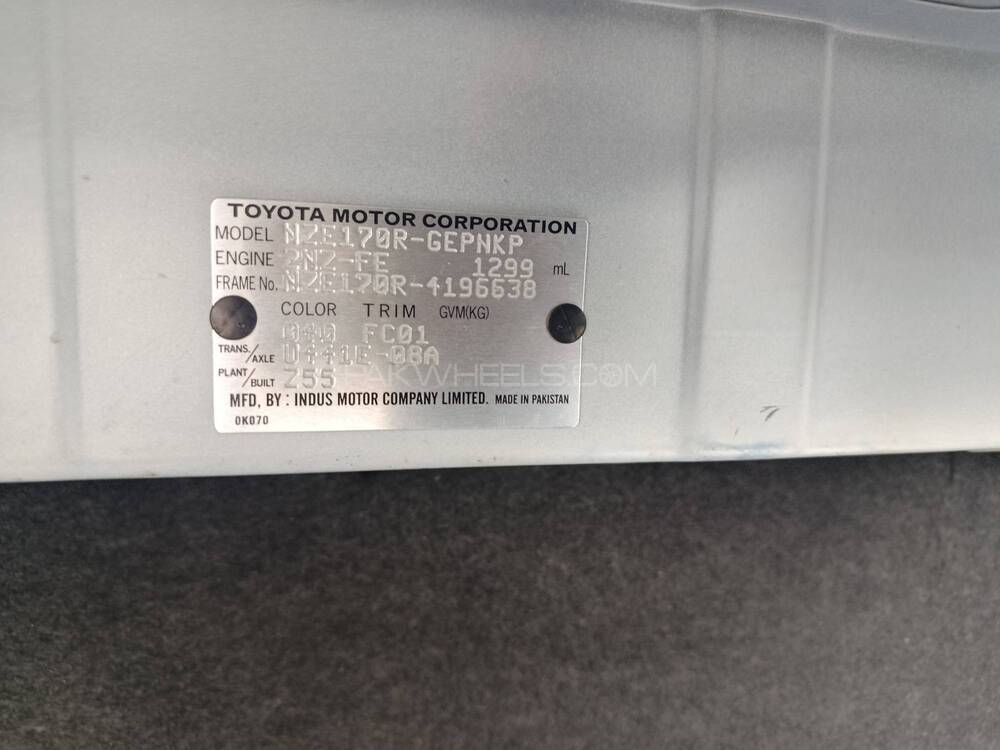 TOYOTA MOTOR CORPORATION
MODEL NZE170R-GEPNKP
ENGINE 2NZ-FE 1299 mL
FRAME No. NZE170R-4196638
COLOR TRIM GVM(KG)
040 FC01
TRANS./AXLE U441E-08A
PLANT/BUILT Z55
PAKWHEELS.COM
MFD, BY : INDUS MOTOR COMPANY LIMITED. MADE IN PAKISTAN
0K070